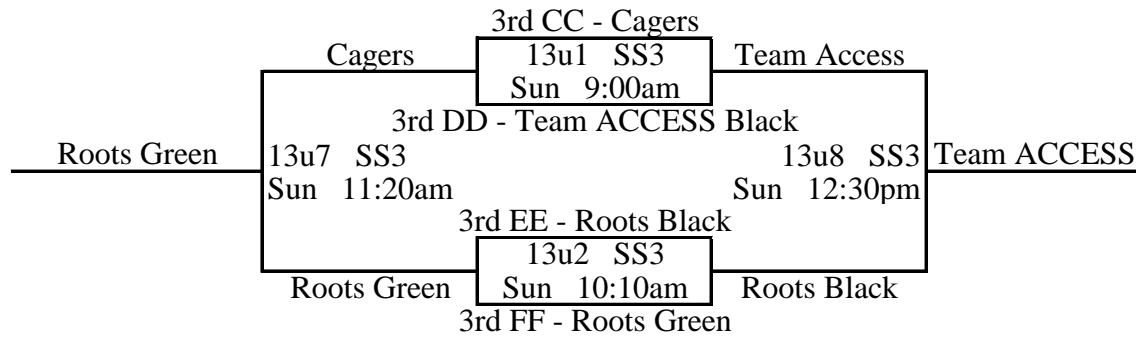 3rd CC - Cagers
Cagers 13u1 SS3 Team Access
Sun 9:00am
3rd DD - Team ACCESS Black
Roots Green 13u7 SS3 13u8 SS3 Team ACCESS
Sun 11:20am Sun 12:30pm
3rd EE - Roots Black
13u2 SS3
Roots Green Sun 10:10am Roots Black
3rd FF - Roots Green